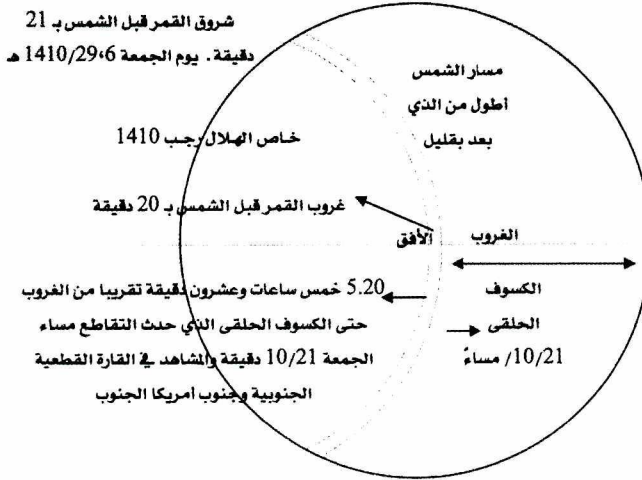 شروق القمر قبل الشمس بـ 21
دقيقة. يوم الجمعة 6،29/1410 هـ
مسار الشمس
أطول من الذي
بعد بقليل
خاص الهلال رجب 1410
غروب القمر قبل الشمس بـ 20 دقيقة
الأفق
الغروب
5.20 خمس ساعات وعشرون دقيقة تقريبا من الغروب
حتى الكسوف الحلقى الذي حدث التقاطع مساء
الجمعة 10/21 دقيقة والمشاهد في القارة القطعية
الجنوبية وجنوب أمريكا الجنوب
الكسوف
الحلقى
10/21/ مساءً